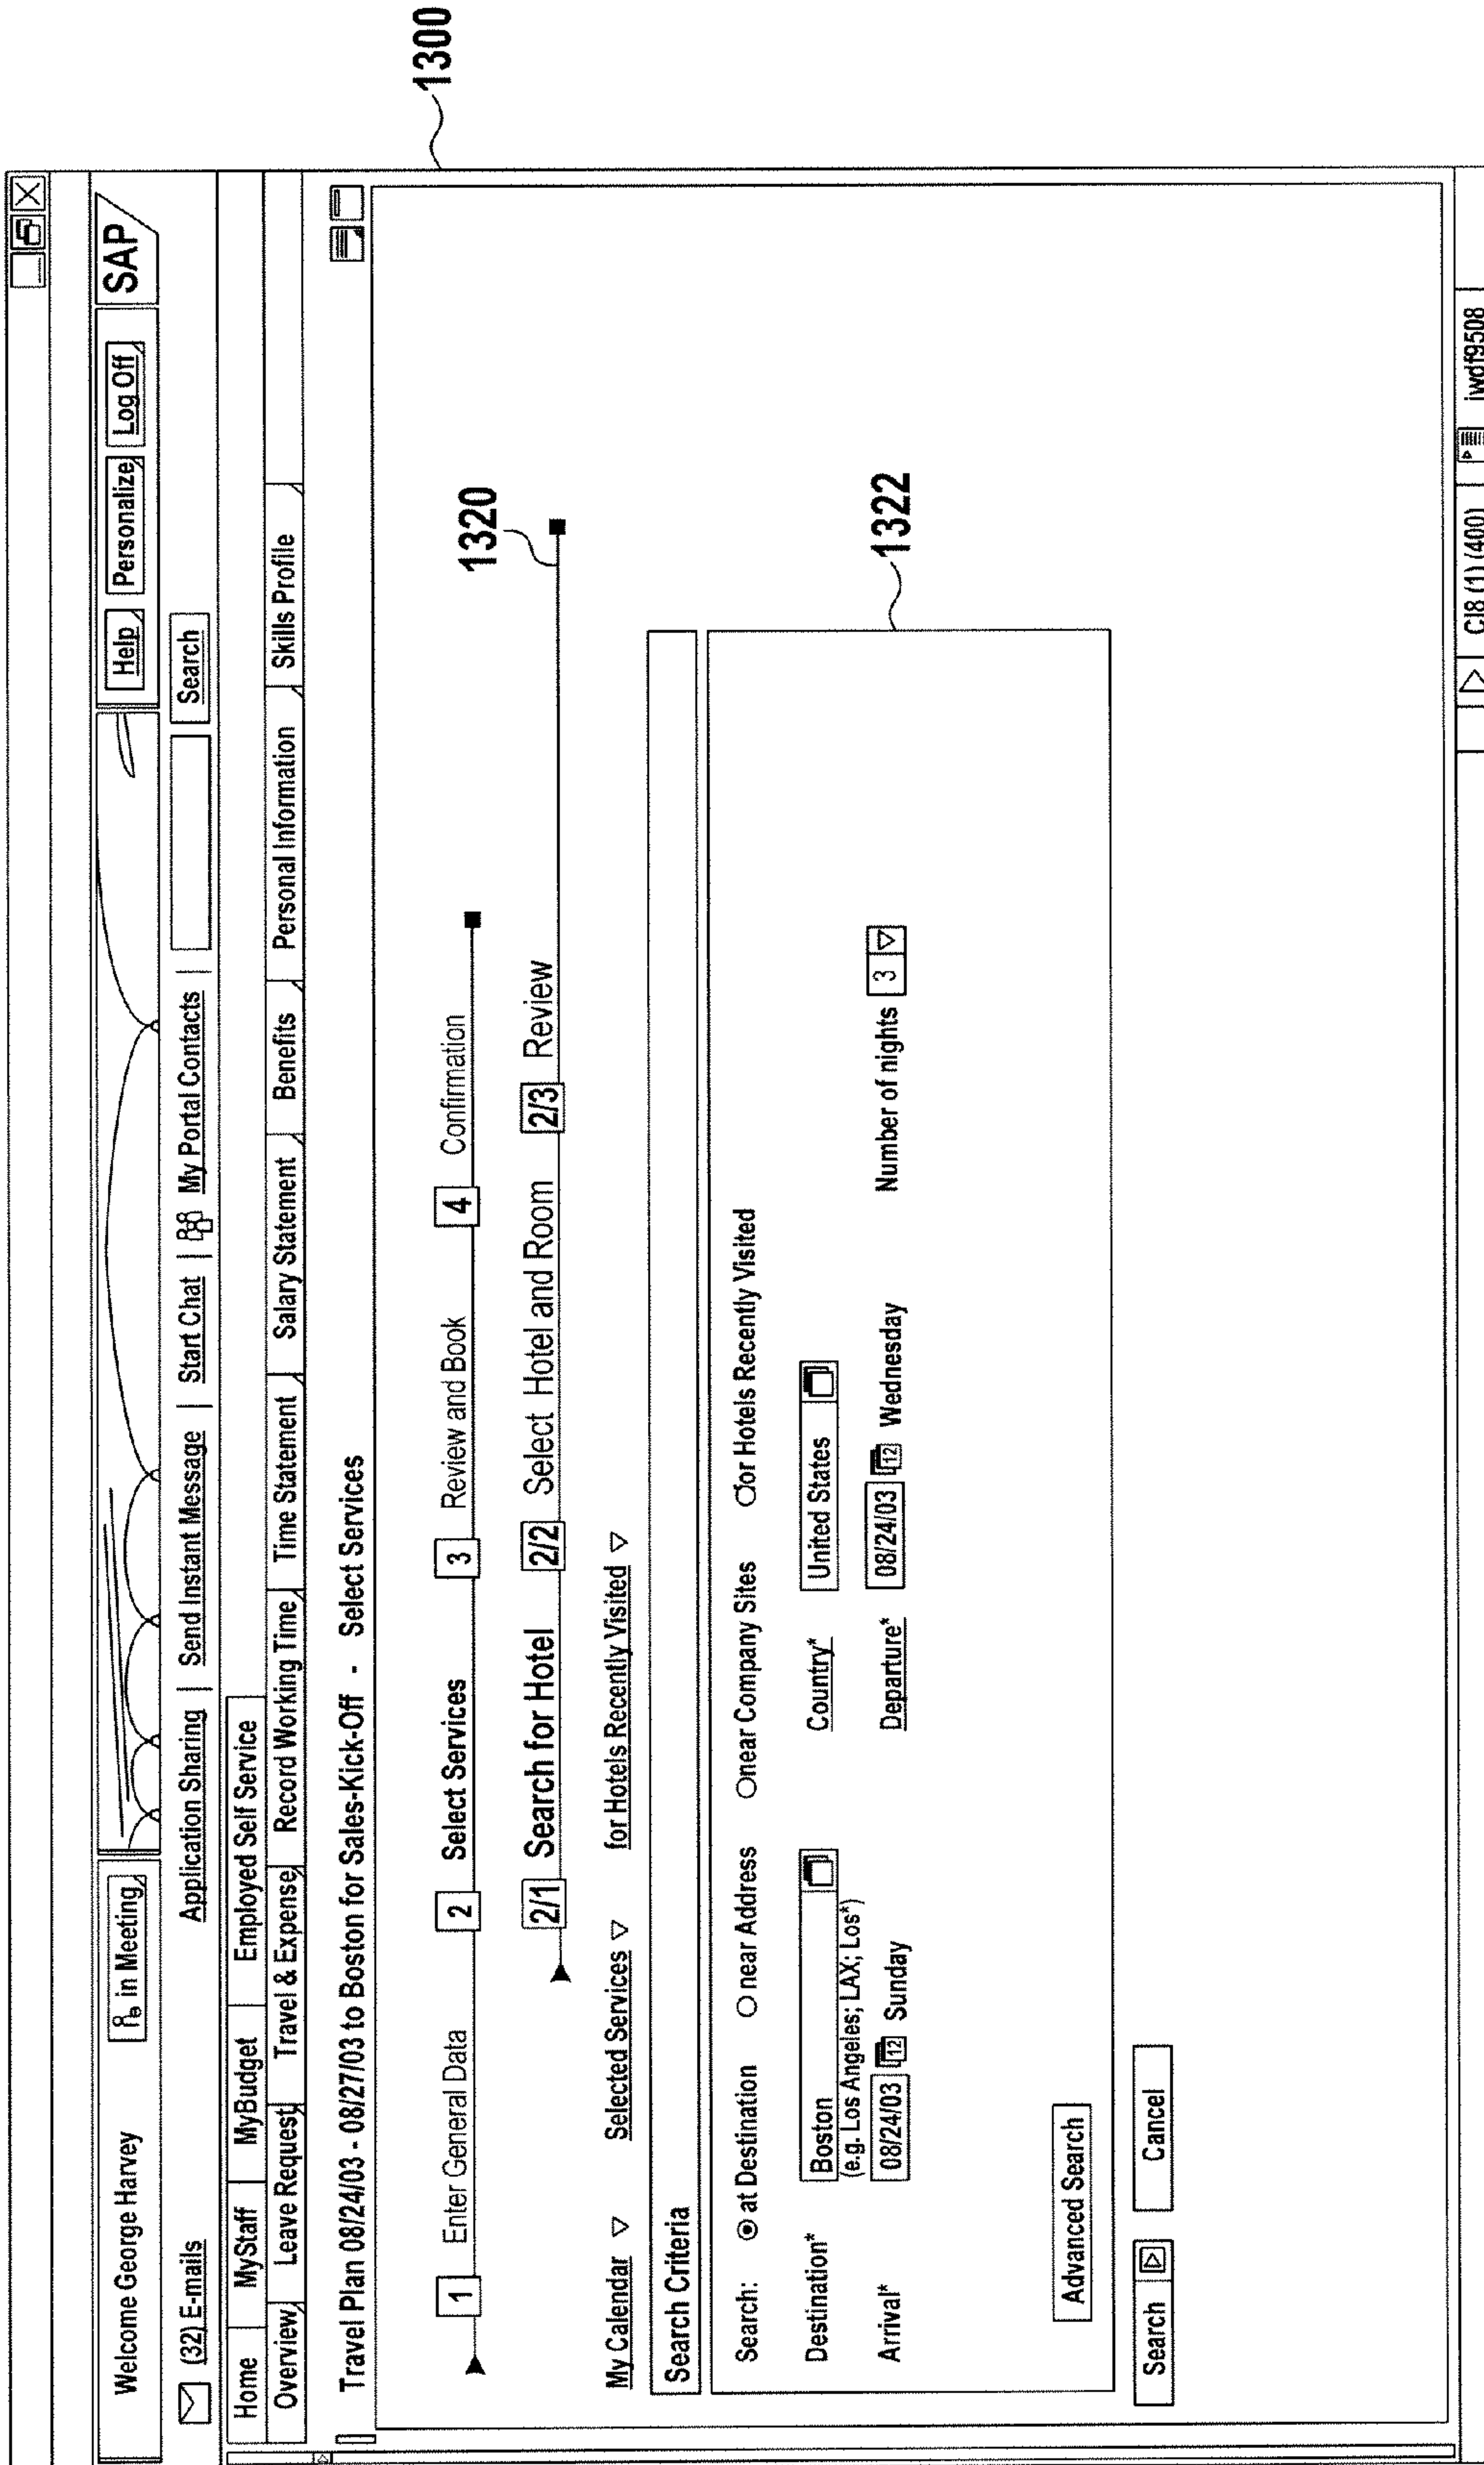 Welcome George Harvey in Meeting Help Personalize Log Off SAP
(32) E-mails Application Sharing | Send Instant Message | Start Chat | My Portal Contacts | Search
Home MyStaff MyBudget Employed Self Service
Overview Leave Request Travel & Expense Record Working Time Time Statement Salary Statement Benefits Personal Information Skills Profile
Travel Plan 08/24/03 - 08/27/03 to Boston for Sales-Kick-Off - Select Services
1300
1 Enter General Data 2 Select Services 3 Review and Book 4 Confirmation
1320
2/1 Search for Hotel 2/2 Select Hotel and Room 2/3 Review
My Calendar Selected Services for Hotels Recently Visited
Search Criteria
Search: at Destination near Address near Company Sites for Hotels Recently Visited
Destination* Boston Country* United States
(e.g. Los Angeles; LAX; Los*)
Arrival* 08/24/03 12 Sunday Departure* 08/24/03 12 Wednesday Number of nights 3
1322
Advanced Search
Search Cancel
CI8 (1) (400) iwdf9508